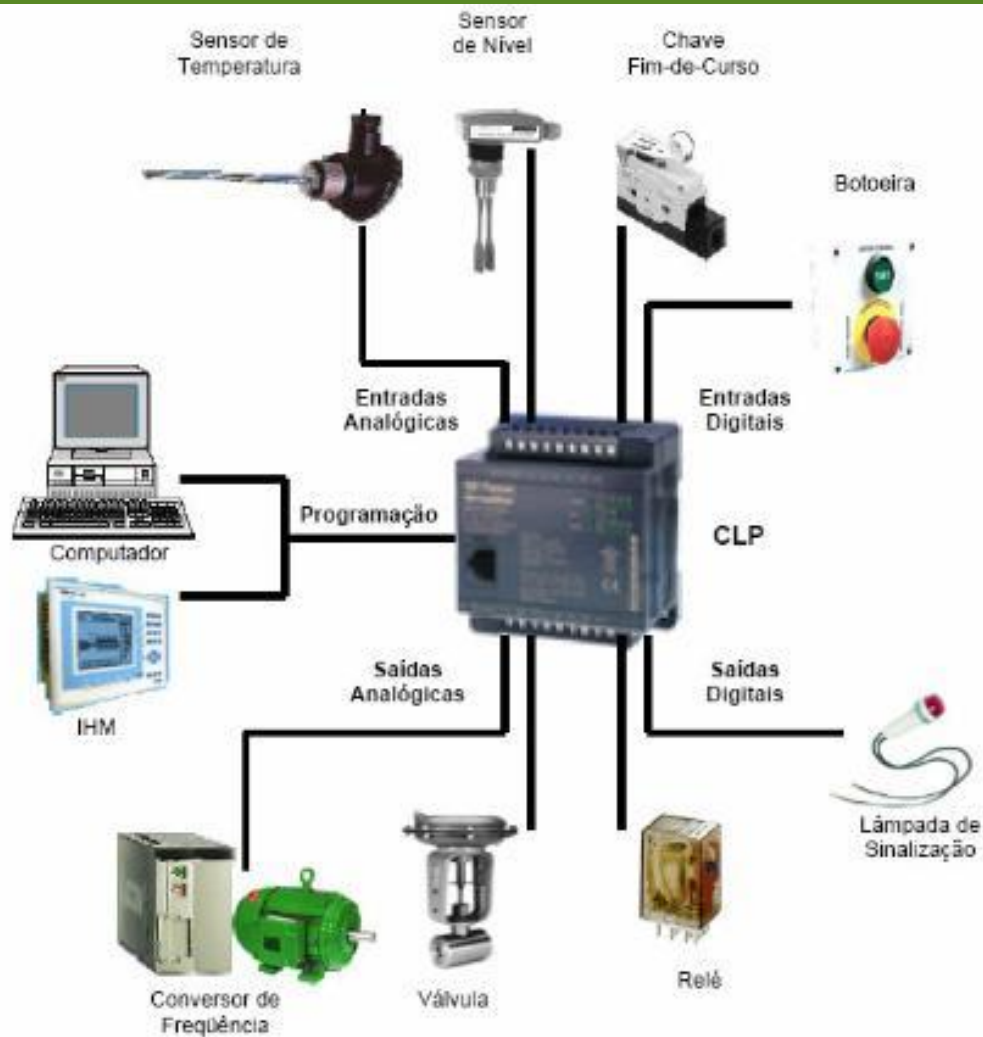 Sensor de
Temperatura
Sensor
de Nível
Chave
Fim-de-Curso
Botoeira
Entradas
Analógicas
Entradas
Digitais
Programação
CLP
Computador
IHM
Saídas
Analógicas
Saídas
Digitais
Lâmpada de
Sinalização
Conversor de
Freqüência
Válvula
Relé